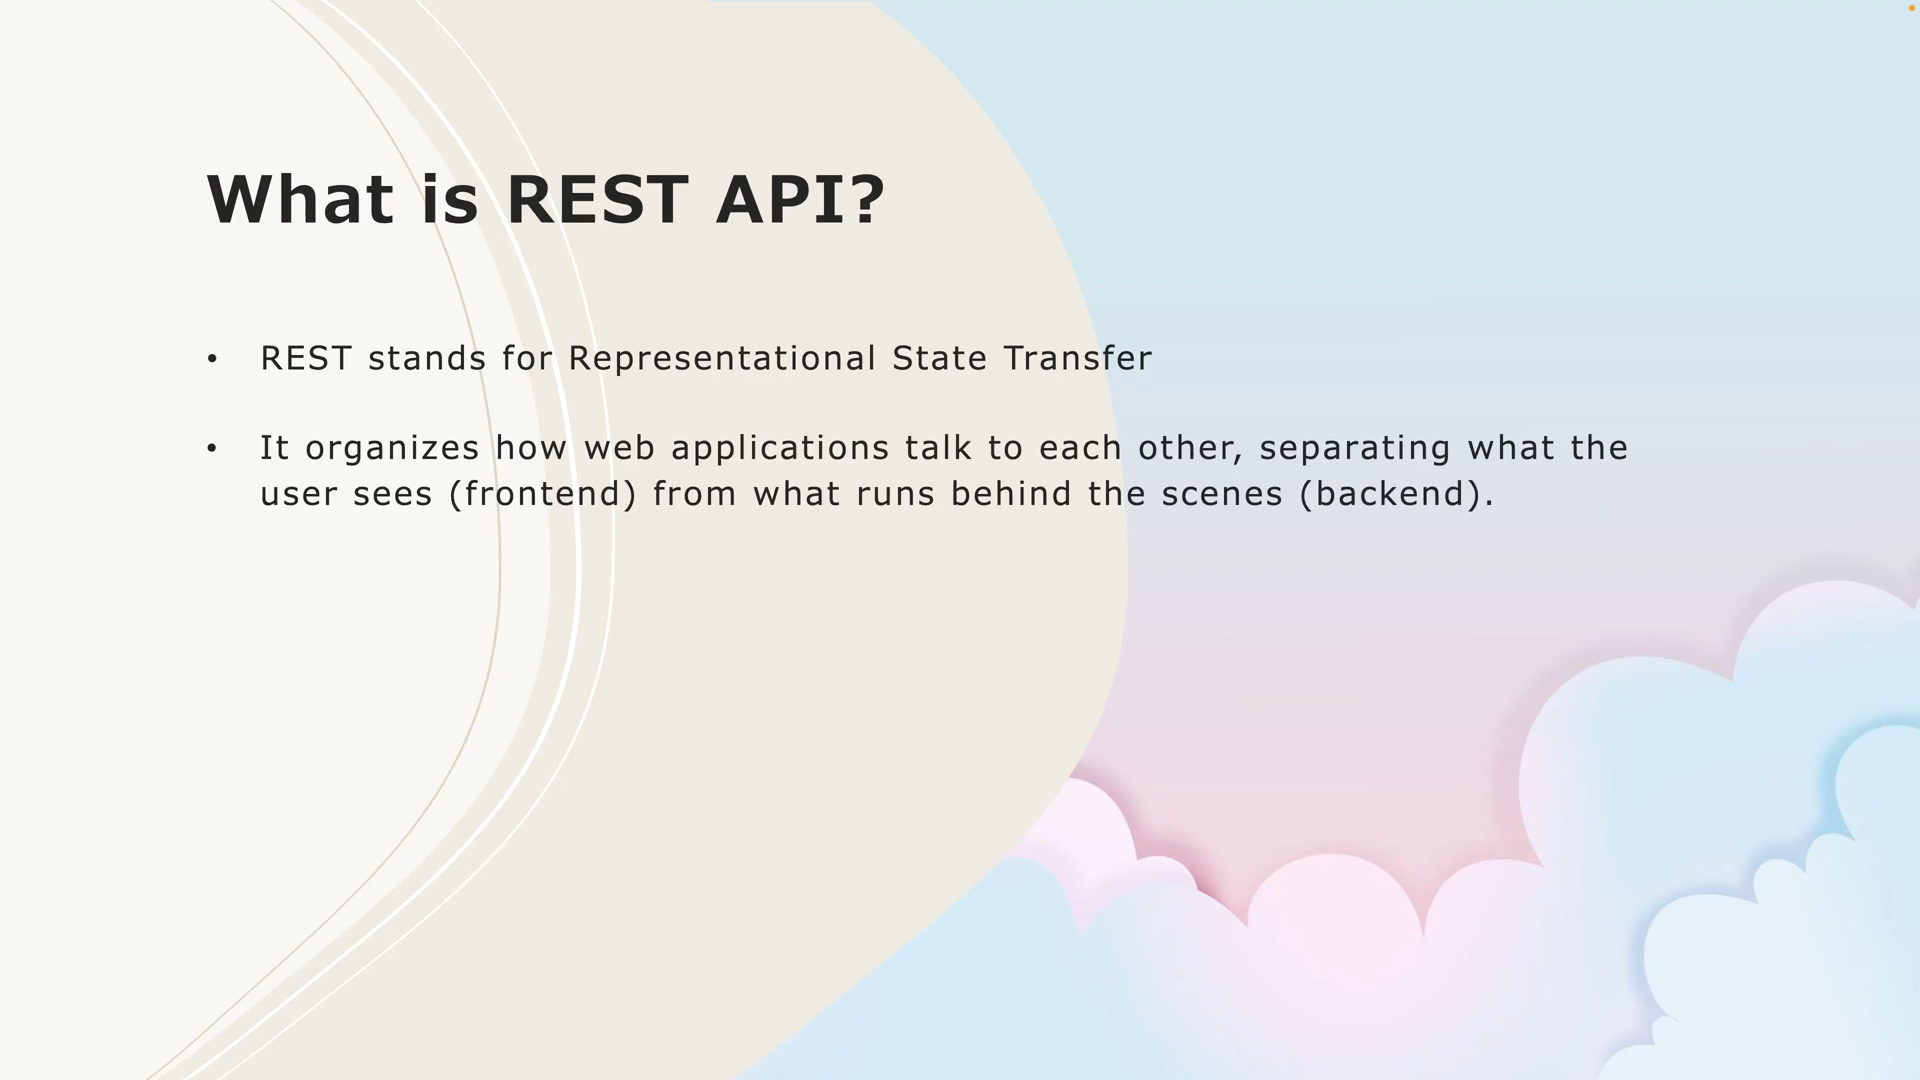 What is REST API?
• REST stands for Representational State Transfer
• It organizes how web applications talk to each other, separating what the
user sees (frontend) from what runs behind the scenes (backend).